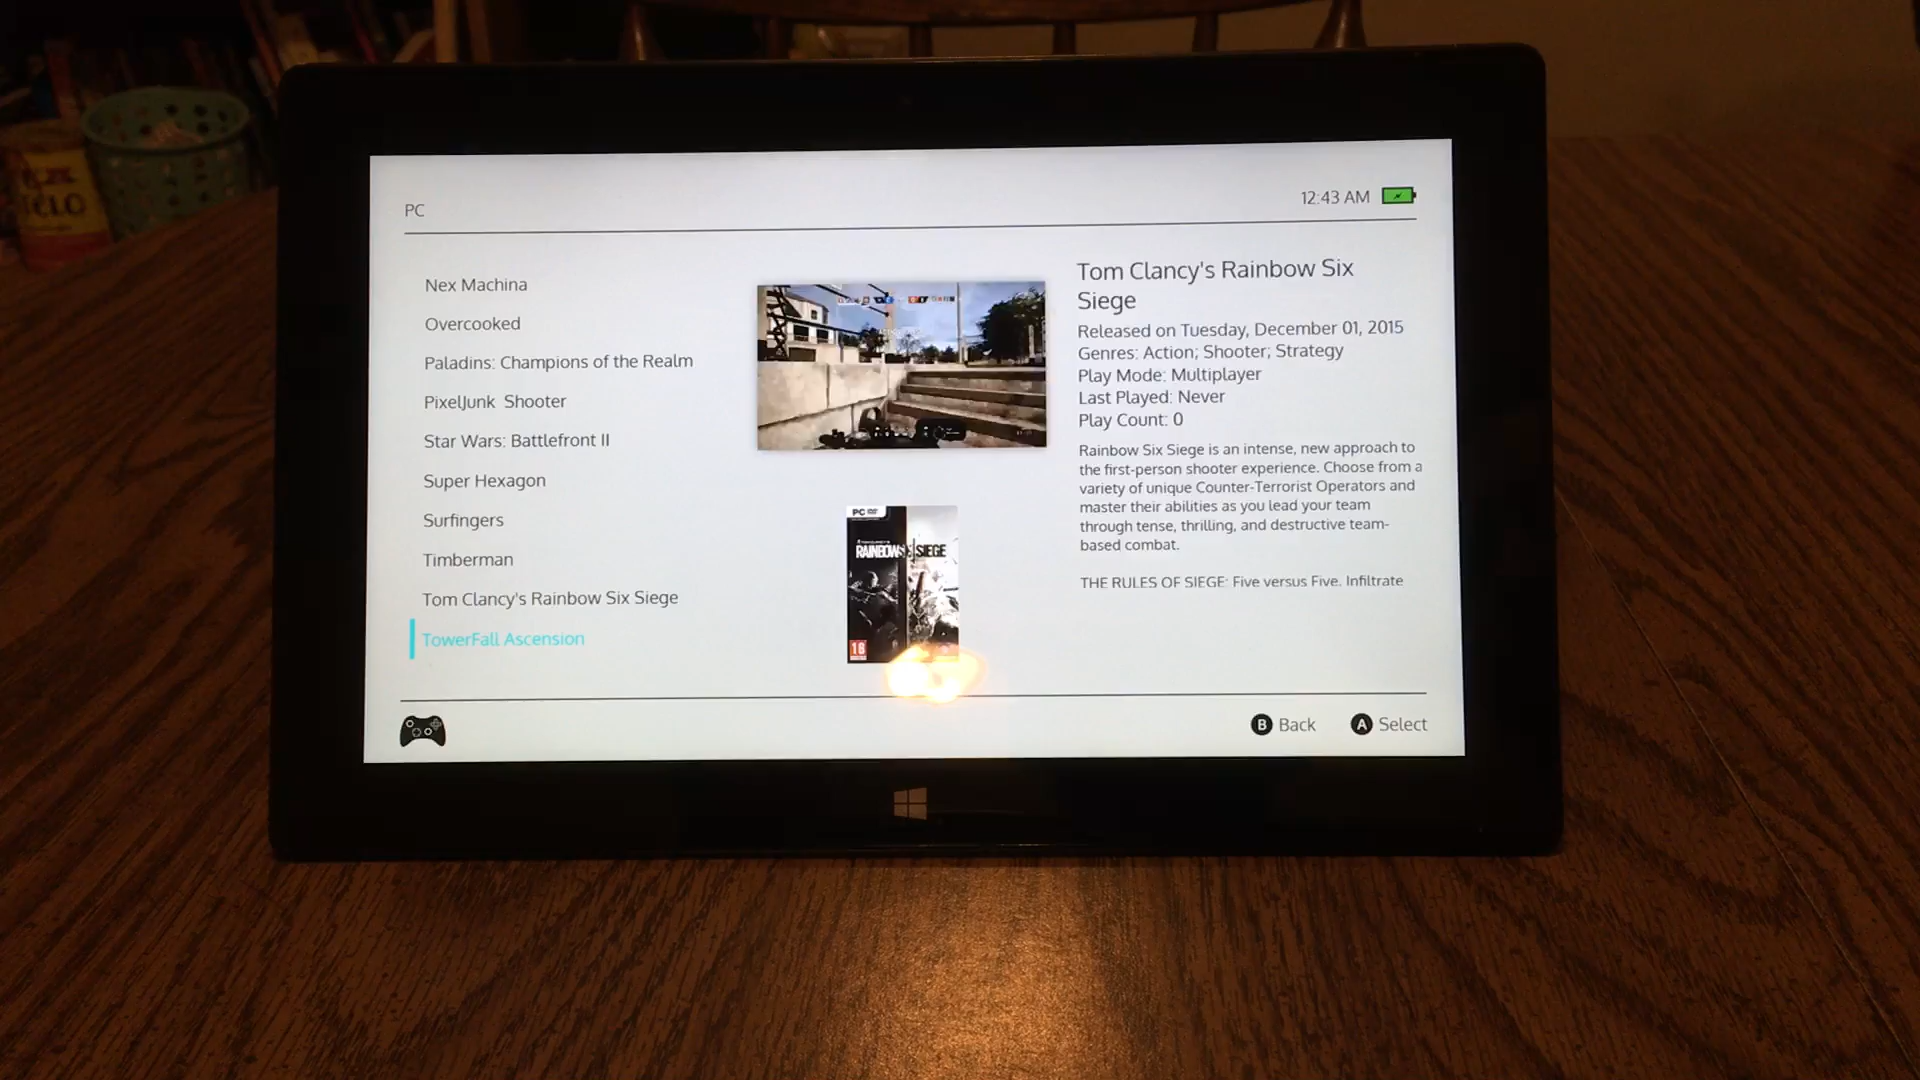 PC
12:43 AM
Nex Machina
Overcooked
Paladins: Champions of the Realm
PixelJunk  Shooter
Star Wars: Battlefront II
Super Hexagon
Surfingers
Timberman
Tom Clancy's Rainbow Six Siege
TowerFall Ascension
PC
RAINBOW SIEGE
18
Tom Clancy's Rainbow Six
Siege
Released on Tuesday, December 01, 2015
Genres: Action; Shooter; Strategy
Play Mode: Multiplayer
Last Played: Never
Play Count: 0
Rainbow Six Siege is an intense, new approach to
the first-person shooter experience. Choose from a
variety of unique Counter-Terrorist Operators and
master their abilities as you lead your team
through tense, thrilling, and destructive team-
based combat.
THE RULES OF SIEGE: Five versus Five. Infiltrate
B Back
A Select